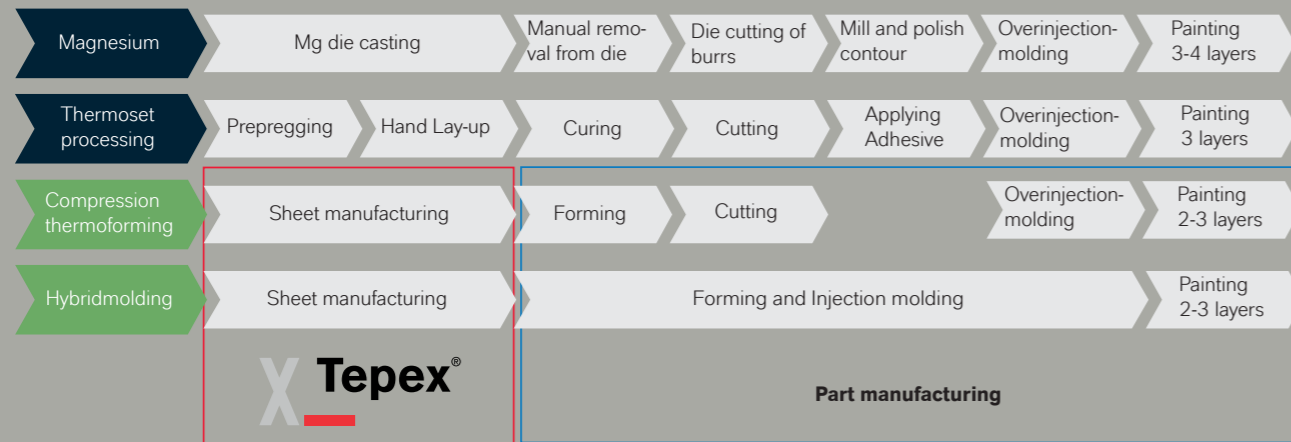 Magnesium
Mg die casting
Manual remo-
val from die
Die cutting of
burrs
Mill and polish
contour
Overinjection-
molding
Painting
3-4 layers
Thermoset
processing
Prepregging
Hand Lay-up
Curing
Cutting
Applying
Adhesive
Overinjection-
molding
Painting
3 layers
Compression
thermoforming
Sheet manufacturing
Forming
Cutting
Overinjection-
molding
Painting
2-3 layers
Hybridmolding
Sheet manufacturing
Forming and Injection molding
Painting
2-3 layers
X Tepex®
Part manufacturing